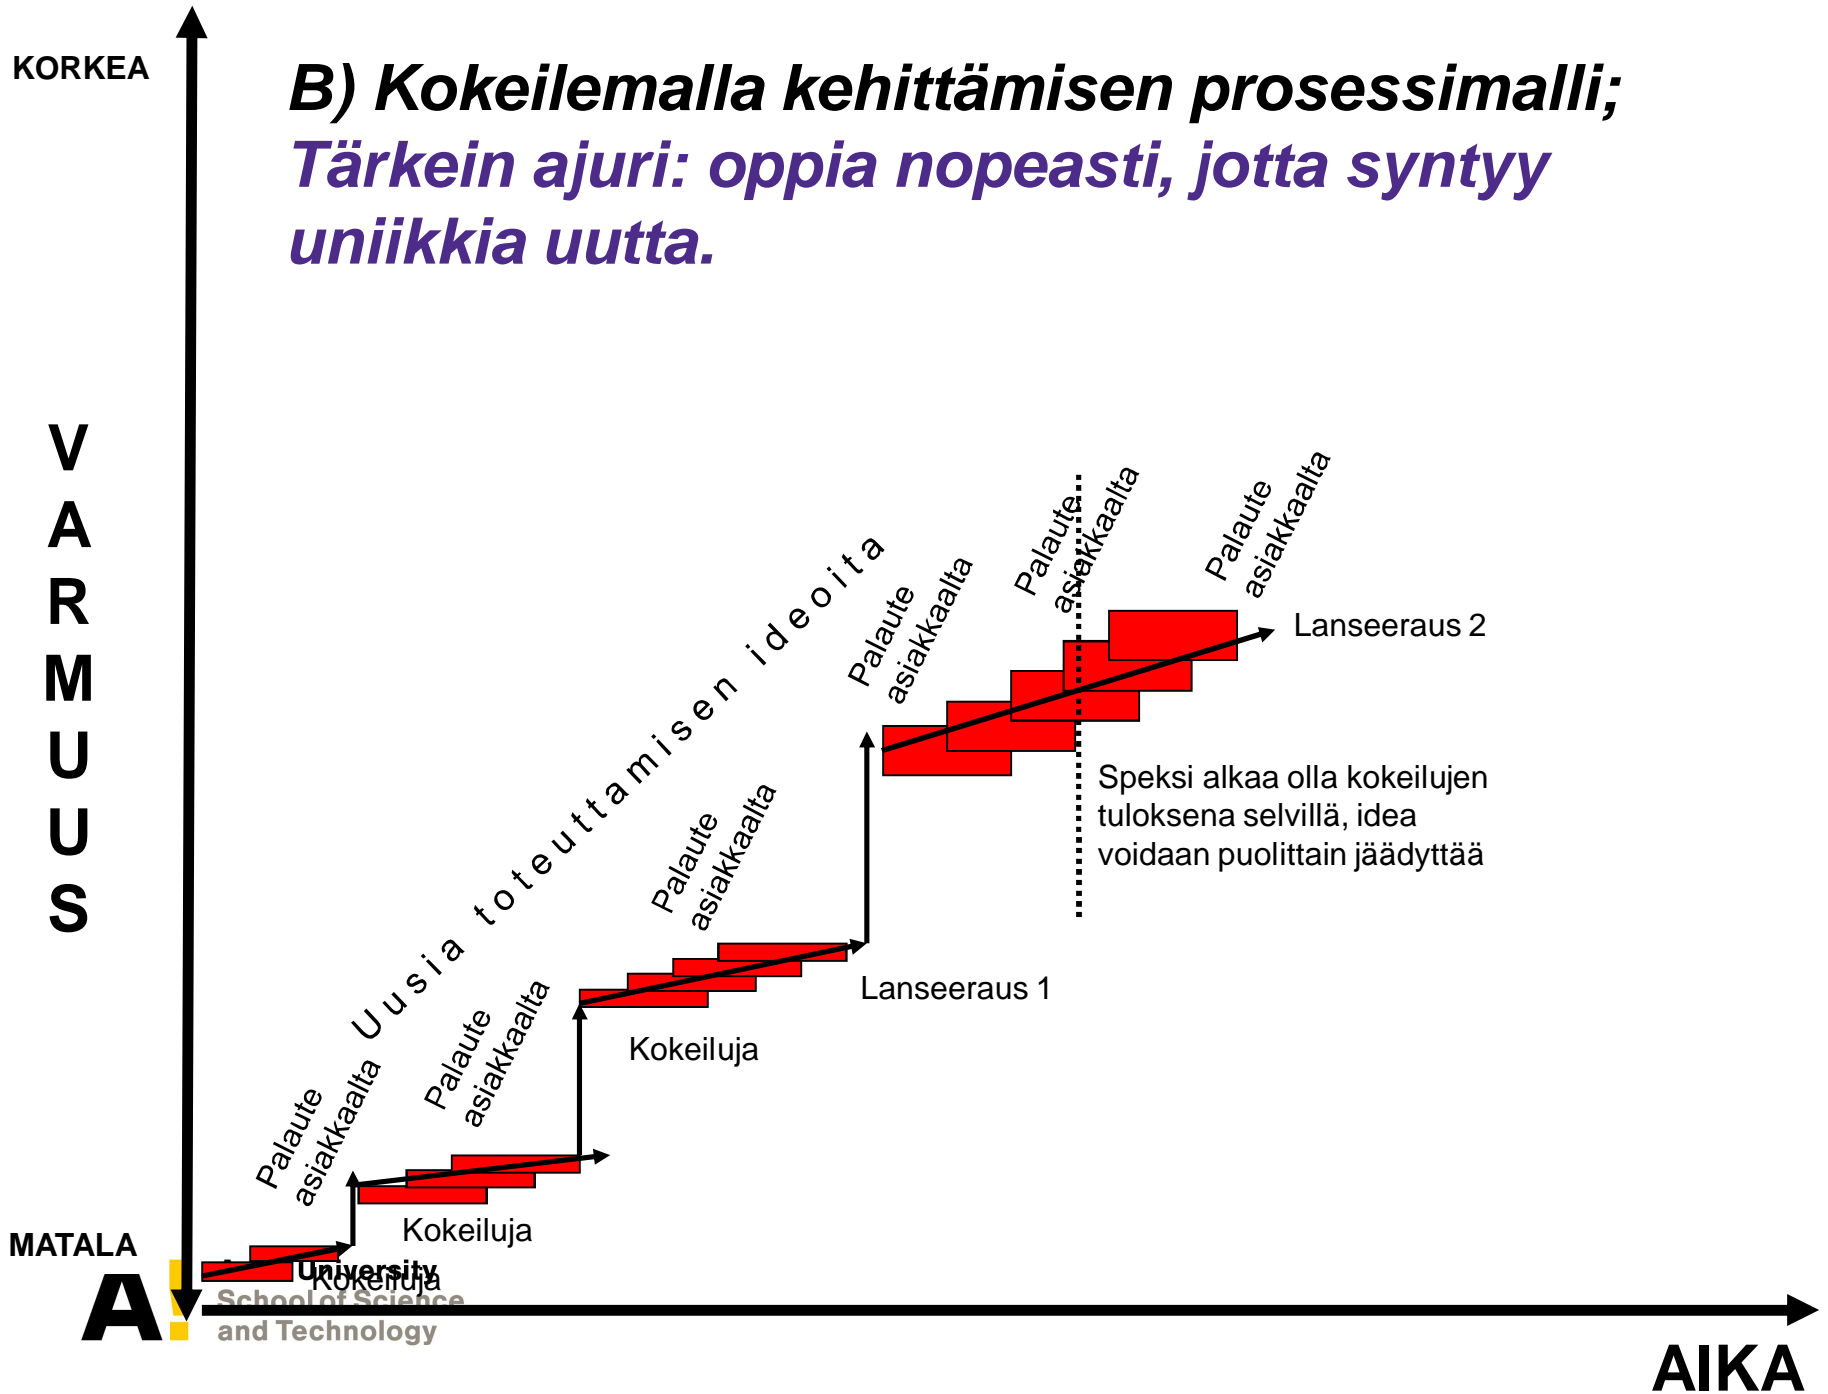 KORKEA
B) Kokeilemalla kehittämisen prosessimalli;
Tärkein ajuri: oppia nopeasti, jotta syntyy
uniikkia uutta.
VARMUUS
Uusia toteuttamisen ideoita
Palaute
asiakkaalta
Palaute
asiakkaalta
Palaute
asiakkaalta
Palaute
asiakkaalta
Palaute
asiakkaalta
Palaute
asiakkaalta
Lanseeraus 2
Speksi alkaa olla kokeilujen
tuloksena selvillä, idea
voidaan puolittain jäädyttää
Lanseeraus 1
Kokeiluja
Kokeiluja
Kokeiluja
MATALA
A!
University
School of Science
and Technology
AIKA